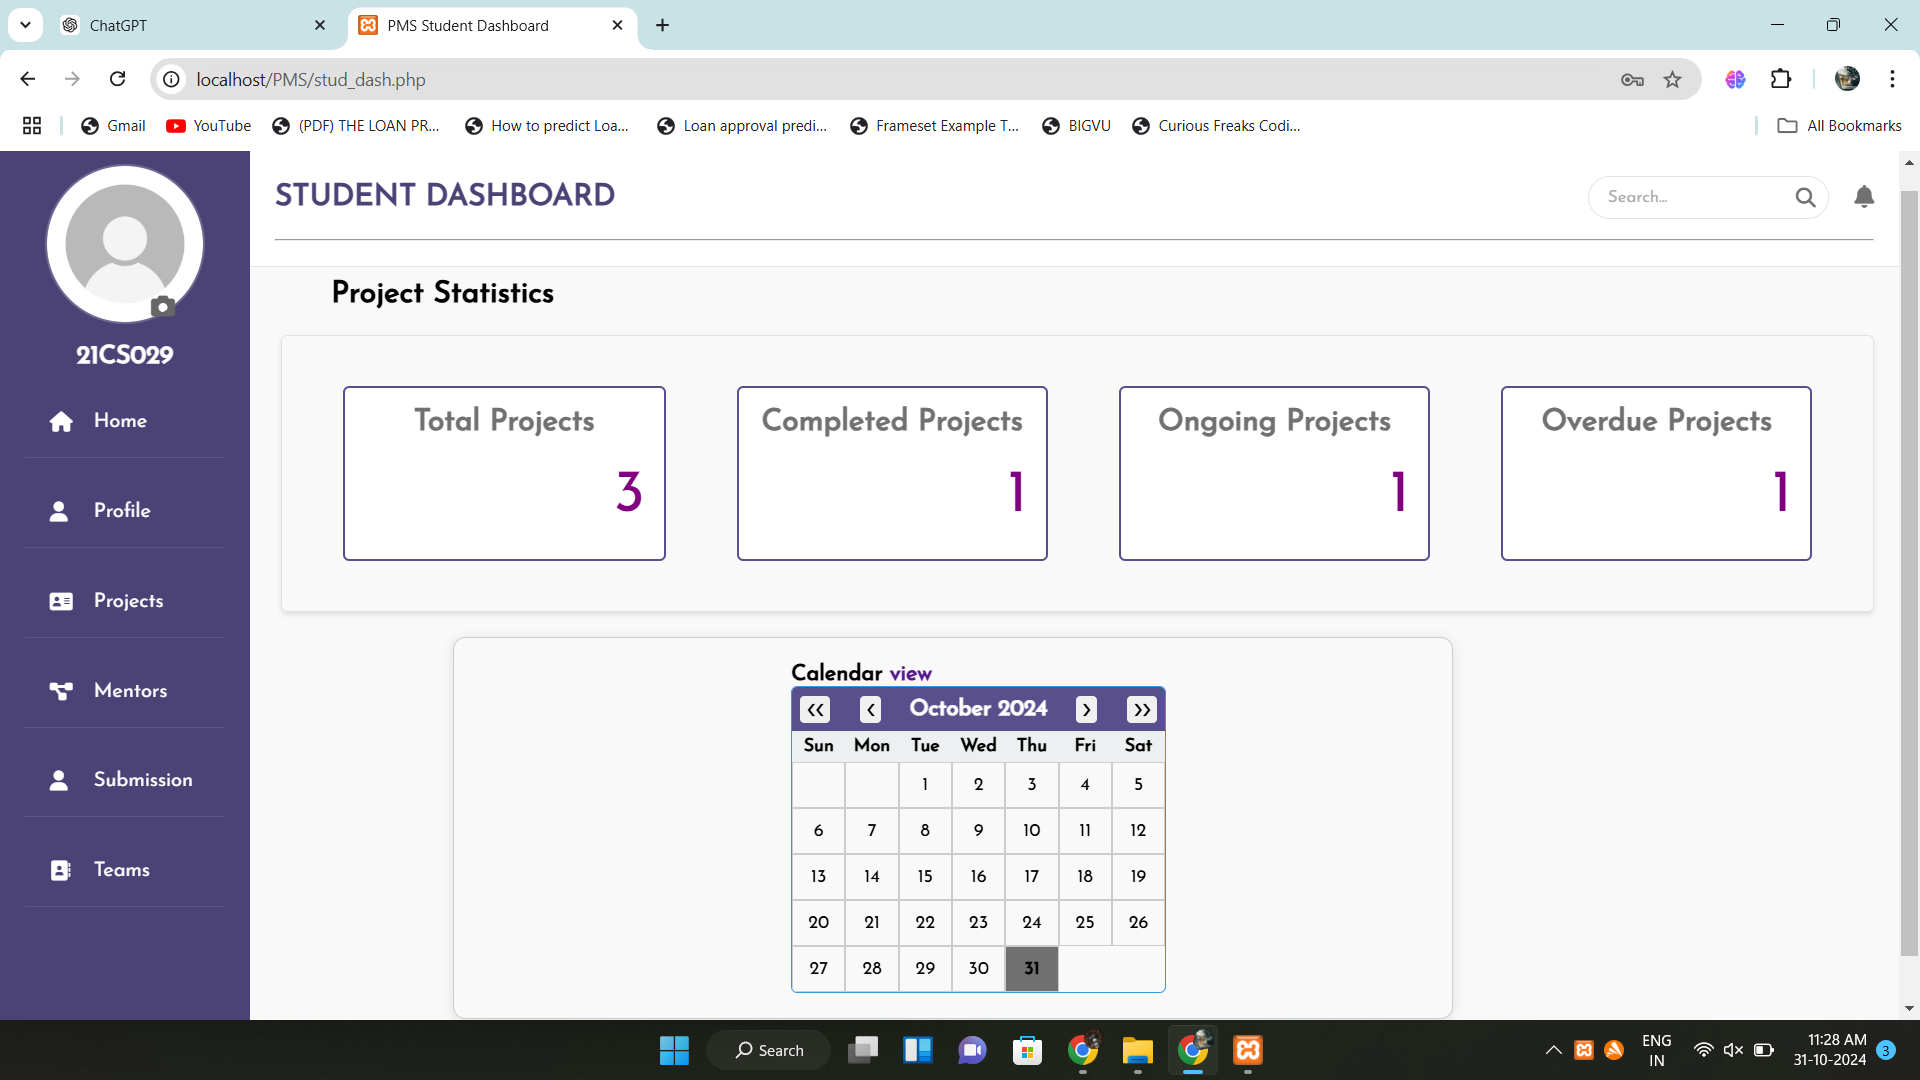 ChatGPT
PMS Student Dashboard
localhost/PMS/stud_dash.php
Gmail
YouTube
(PDF) THE LOAN PR...
How to predict Loa...
Loan approval predi...
Frameset Example T...
BIGVU
Curious Freaks Codi...
All Bookmarks
21CS029
Home
Profile
Projects
Mentors
Submission
Teams
STUDENT DASHBOARD
Search...
Project Statistics
Total Projects
3
Completed Projects
1
Ongoing Projects
1
Overdue Projects
1
Calendar view
<< < October 2024 > >>
Sun Mon Tue Wed Thu Fri Sat
1 2 3 4 5
6 7 8 9 10 11 12
13 14 15 16 17 18 19
20 21 22 23 24 25 26
27 28 29 30 31
Search
ENG
IN
11:28 AM
31-10-2024
3